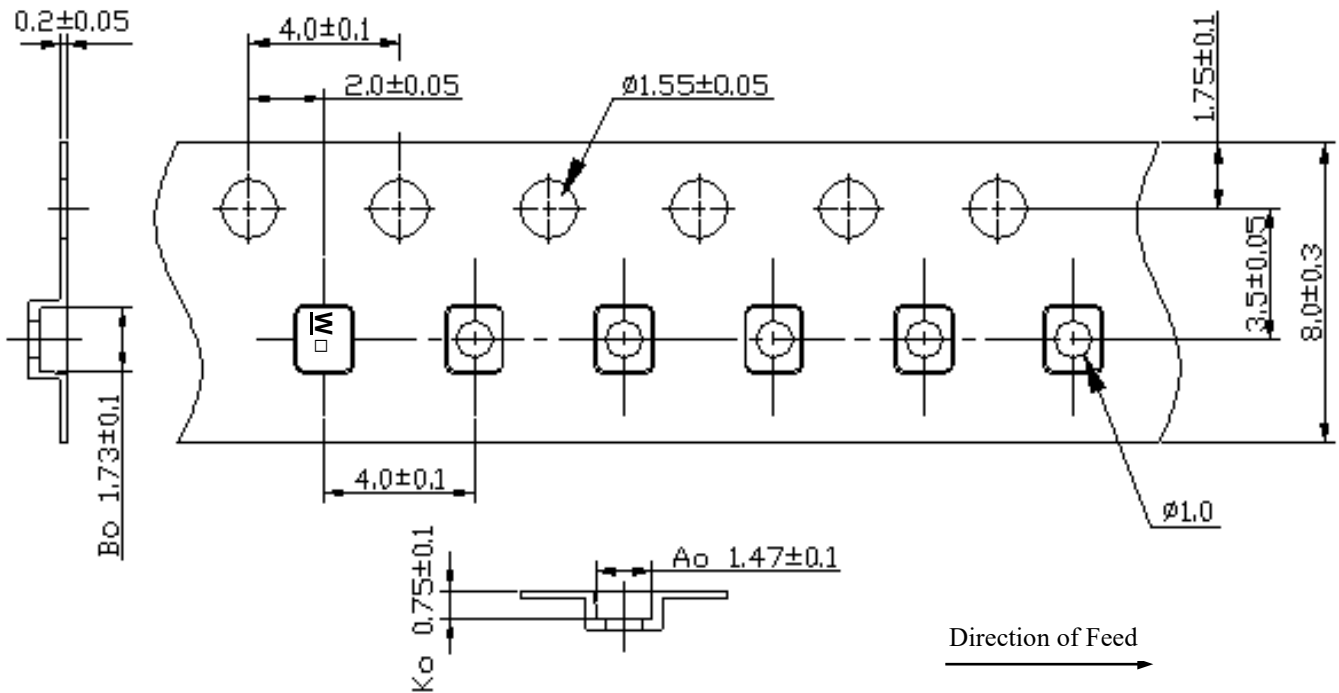 0.2±0.05
4.0±0.1
2.0±0.05
ø1.55±0.05
1.75±0.1
3.5±0.05
8.0±0.3
W
□
Bo 1.73±0.1
4.0±0.1
ø1.0
Ko 0.75±0.1
Ao 1.47±0.1
Direction of Feed